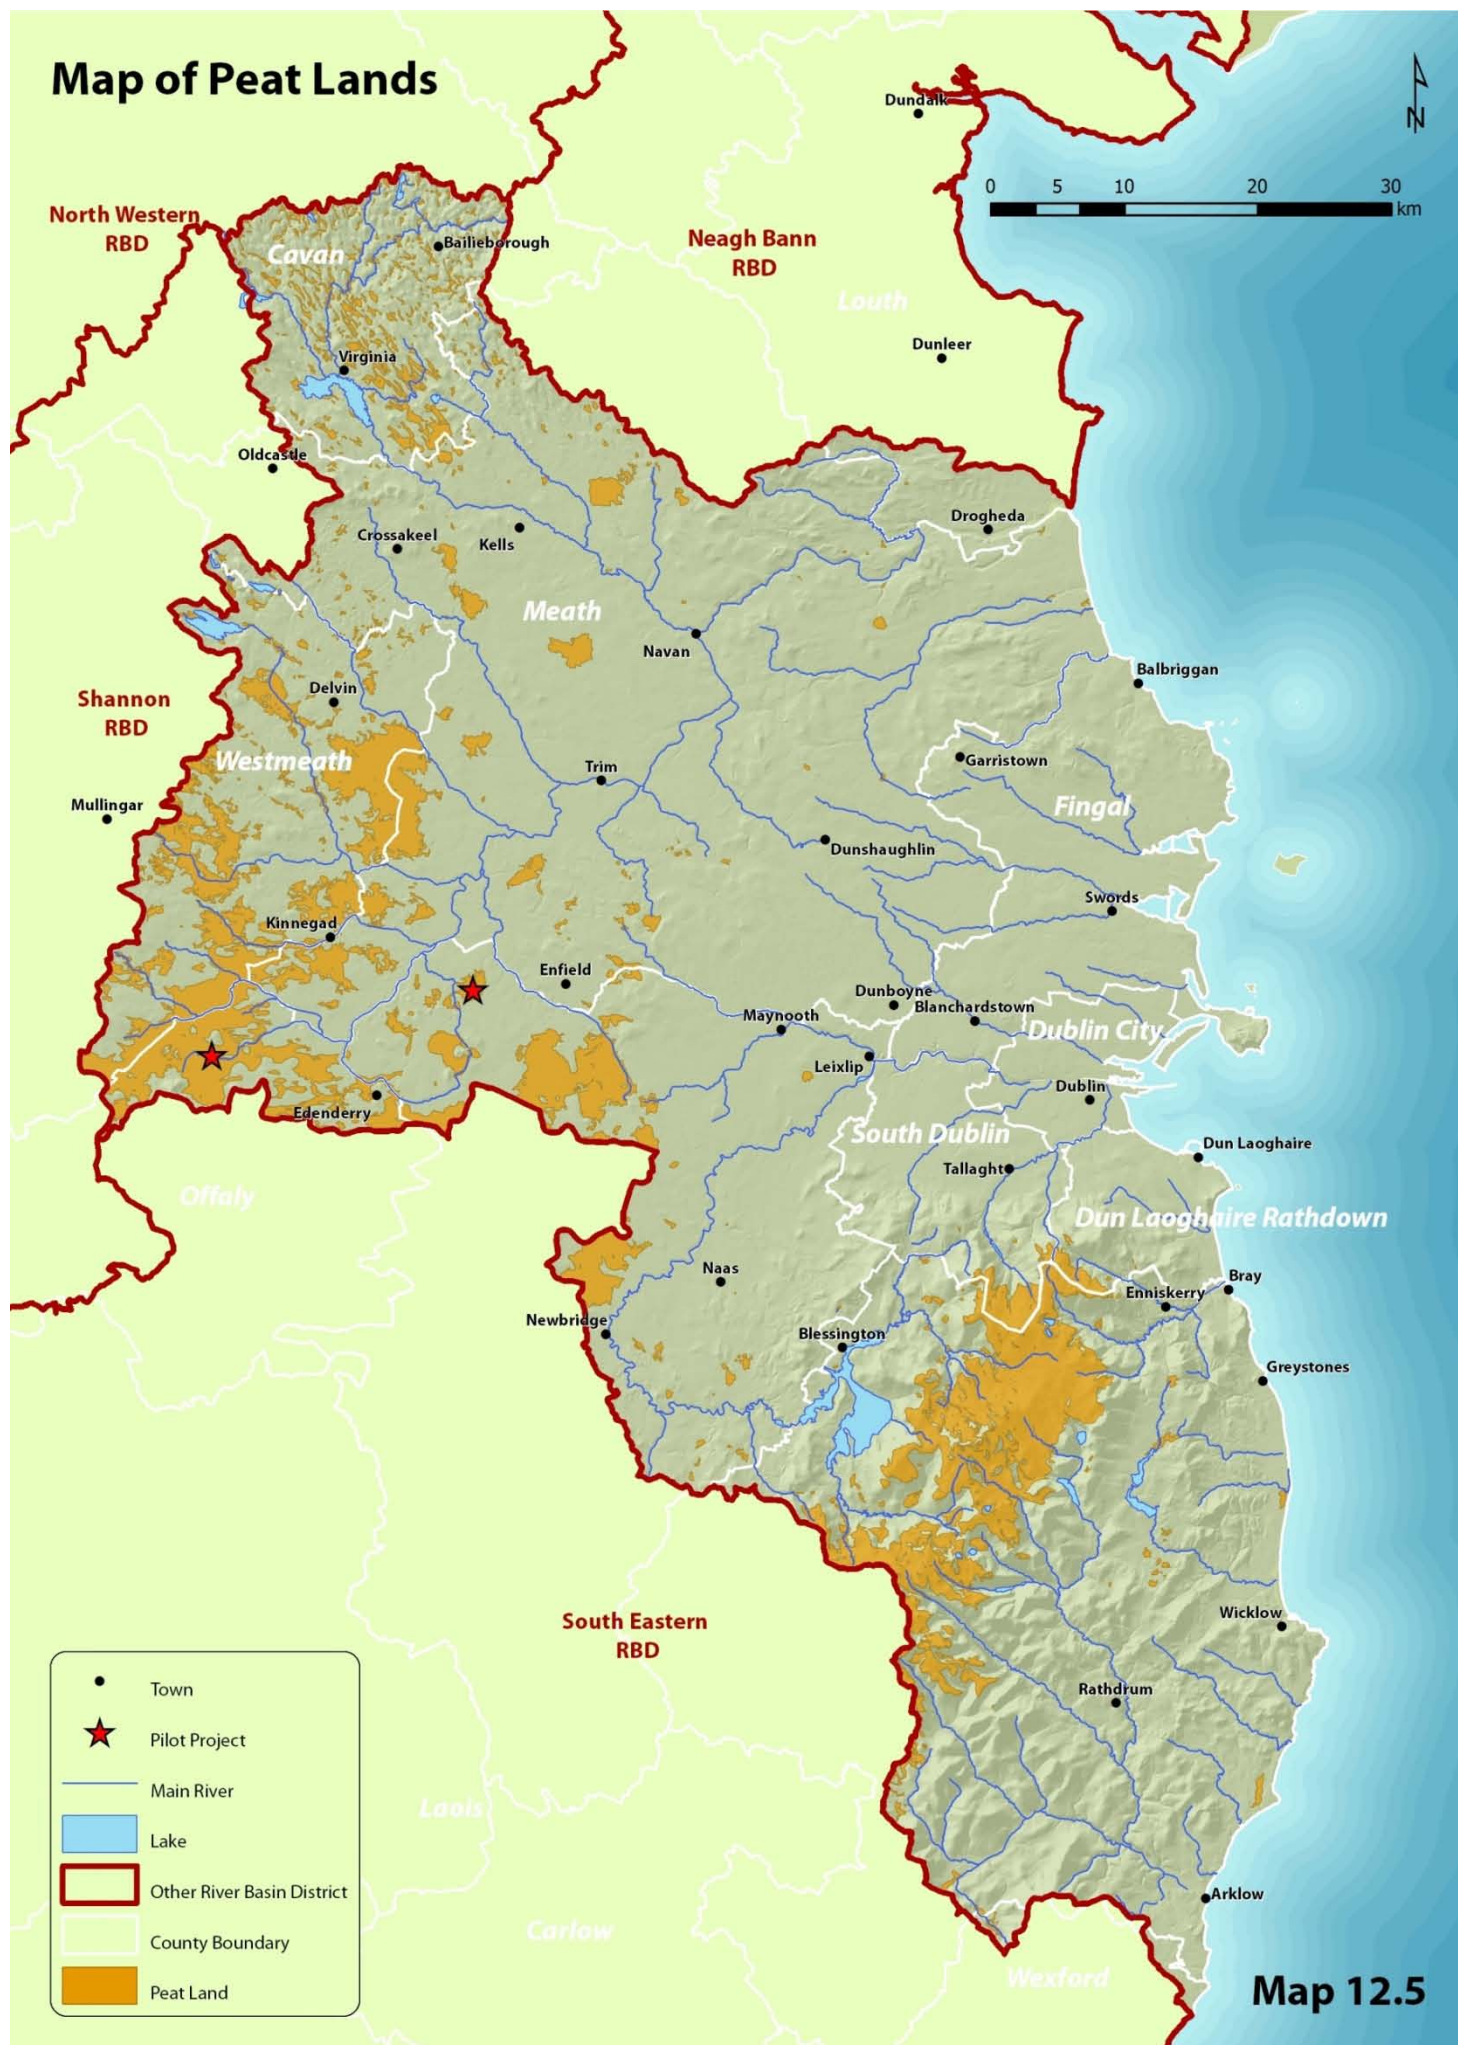 Map of Peat Lands
N
Dundalk
0 5 10 20 30
km
North Western
RBD
Neagh Bann
RBD
Cavan
Bailieborough
Louth
Dunleer
Virginia
Oldcastle
Drogheda
Crossakeel
Kells
Meath
Navan
Balbriggan
Shannon
RBD
Delvin
Westmeath
Garristown
Trim
Mullingar
Fingal
Dunshaughlin
Swords
Kinnegad
Enfield
Dunboyne
Blanchardstown
Maynooth
Dublin City
Leixlip
Dublin
Edenderry
South Dublin
Dun Laoghaire
Tallaght
Offaly
Dun Laoghaire Rathdown
Naas
Bray
Enniskerry
Newbridge
Blessington
Greystones
South Eastern
RBD
Wicklow
Rathdrum
Laois
Arklow
Carlow
Wexford
Town
Pilot Project
Main River
Lake
Other River Basin District
County Boundary
Peat Land
Map 12.5